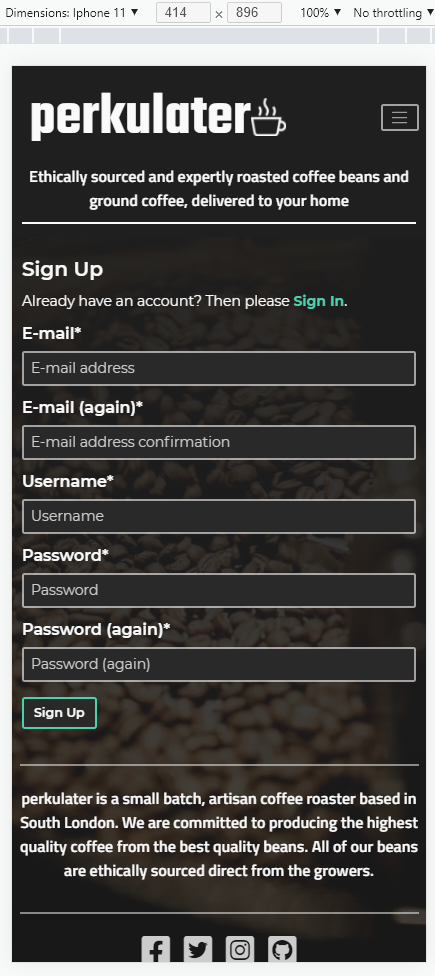 Dimensions: Iphone 11 ▼ 414 × 896 100% ▼ No throttling ▼
perkulater
Ethically sourced and expertly roasted coffee beans and
ground coffee, delivered to your home
Sign Up
Already have an account? Then please Sign In.
E-mail*
E-mail address
E-mail (again)*
E-mail address confirmation
Username*
Username
Password*
Password
Password (again)*
Password (again)
Sign Up
perkulater is a small batch, artisan coffee roaster based in
South London. We are committed to producing the highest
quality coffee from the best quality beans. All of our beans
are ethically sourced direct from the growers.